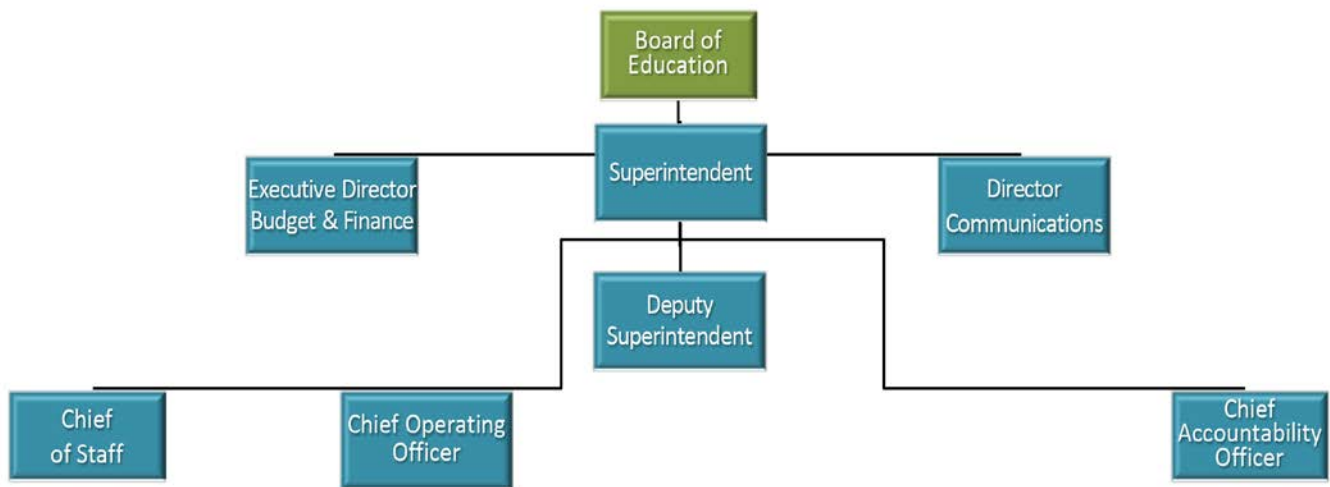 Board of
Education
Superintendent
Executive Director
Budget & Finance
Director
Communications
Deputy
Superintendent
Chief
of Staff
Chief Operating
Officer
Chief
Accountability
Officer